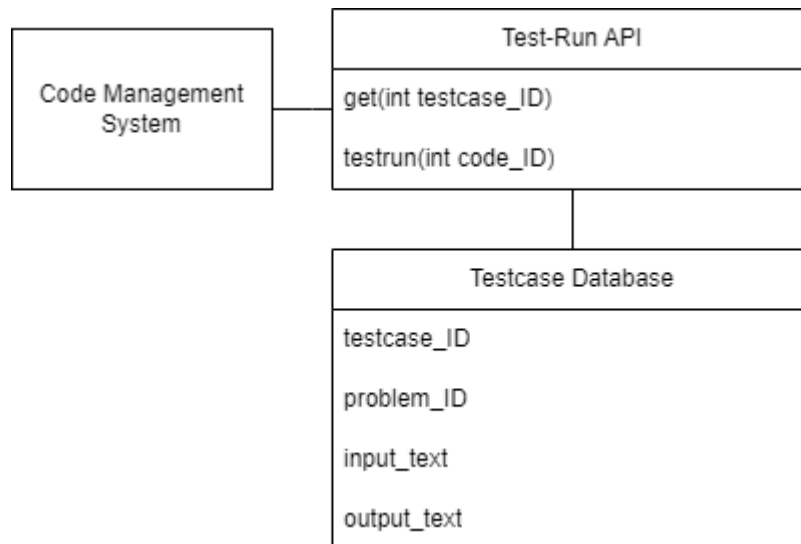 Test-Run API
Code Management
System
get(int testcase_ID)
testrun(int code_ID)
Testcase Database
testcase_ID
problem_ID
input_text
output_text